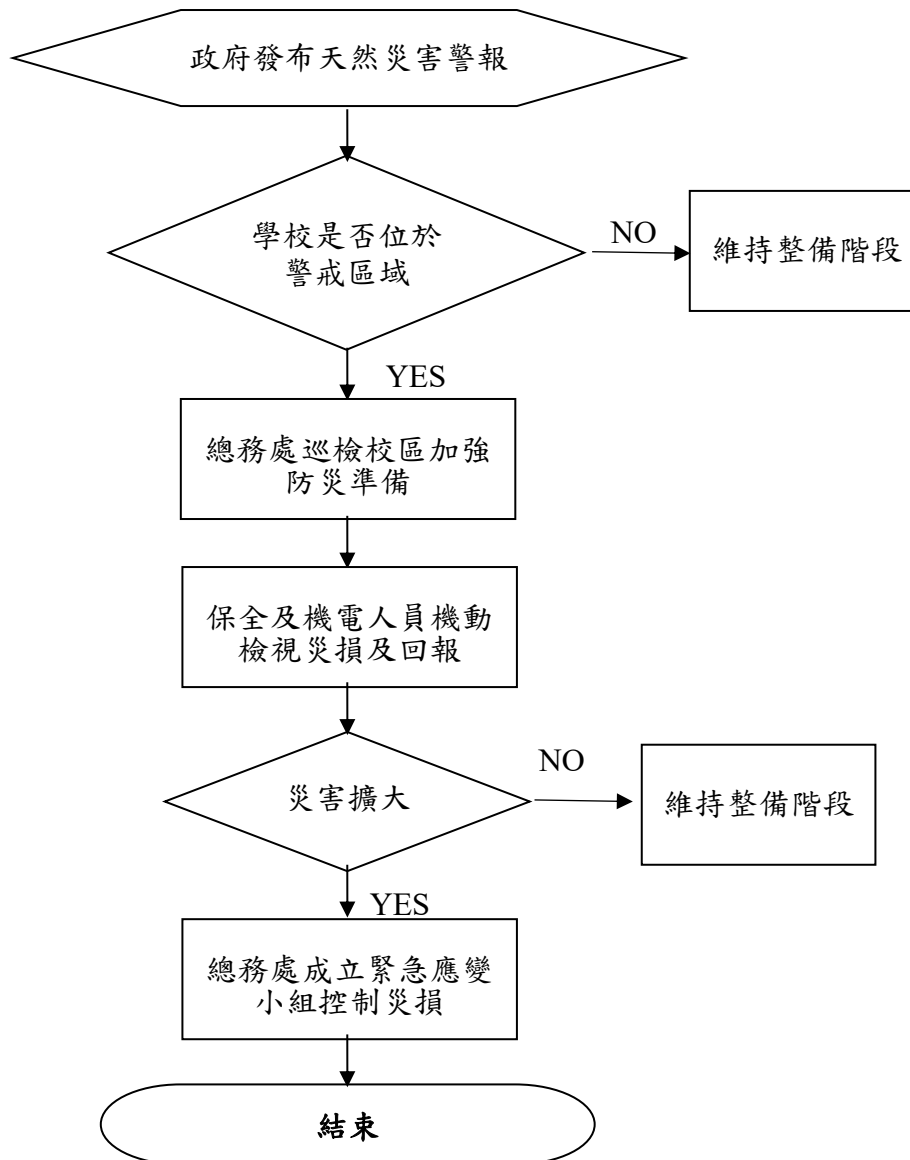 政府發布天然災害警報
學校是否位於
警戒區域
NO
維持整備階段
YES
總務處巡檢校區加強
防災準備
保全及機電人員機動
檢視災損及回報
災害擴大
NO
維持整備階段
YES
總務處成立緊急應變
小組控制災損
結束